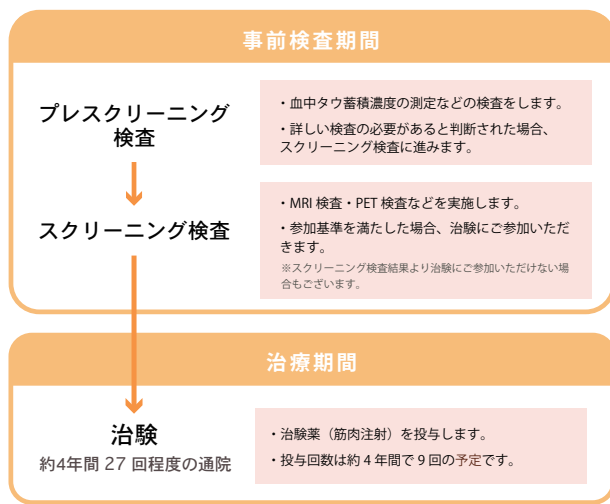 事前検査期間
プレスクリーニング
検査
・血中タウ蓄積濃度の測定などの検査をします。
・詳しい検査の必要があると判断された場合、
スクリーニング検査に進みます。
スクリーニング検査
・MRI 検査・PET 検査などを実施します。
・参加基準を満たした場合、治験にご参加いただ
きます。
※スクリーニング検査結果より治験にご参加いただけない場
合もございます。
治療期間
治験
約4年間 27 回程度の通院
・治験薬（筋肉注射）を投与します。
・投与回数は約 4 年間で 9 回の予定です。